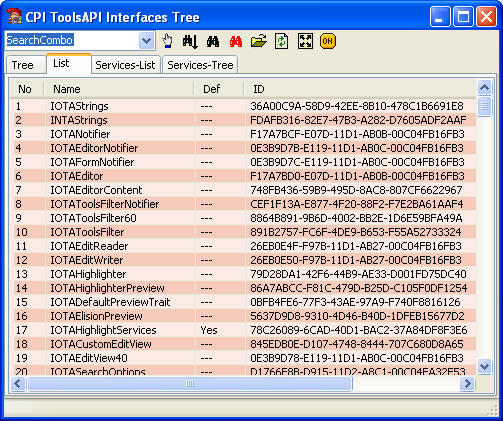 CPI ToolsAPI Interfaces Tree
SearchCombo ON
Tree List Services-List Services-Tree
No Name Def ID
1 IOTAStrings --- 36A00C9A-58D9-42EE-8B10-478C1B6691E8
2 INTAStrings --- FDAFB316-82E7-47B3-A282-D7605ADF2AAF
3 IOTANotifier --- F17A7BCF-E07D-11D1-AB0B-00C04FB16FB3
4 IOTAEditorNotifier --- 0E3B9D7C-E119-11D1-AB0C-00C04FB16FB3
5 IOTAFormNotifier --- 0E3B9D7B-E119-11D1-AB0C-00C04FB16FB3
6 IOTAEditor --- F17A7BD0-E07D-11D1-AB0B-00C04FB16FB3
7 IOTAEditorContent --- 748FB436-59B9-495D-8AC8-807CF6622967
8 IOTAToolsFilterNotifier --- CEF1F13A-E877-4F20-88F2-F7E2BA61AAF4
9 IOTAToolsFilter60 --- 8864B891-9B6D-4002-BB2E-1D6E59BFA49A
10 IOTAToolsFilter --- 891B2757-FC6F-4DE9-B653-F55A52733324
11 IOTAEditReader --- 26EB0E4F-F97B-11D1-AB27-00C04FB16FB3
12 IOTAEditWriter --- 26EB0E50-F97B-11D1-AB27-00C04FB16FB3
13 IOTAHighlighter --- 79D28DA1-42F6-44B9-AE33-D001FD75DC40
14 IOTAHighlighterPreview --- 86A7ABCC-F81C-479D-B25D-C105F0DF1254
15 IOTADefaultPreviewTrait --- 0BFB4FE6-77F3-43AE-97A9-F740F8816126
16 IOTAElisionPreview --- 5637D9D8-9310-4D46-B40D-1DFEB15677D2
17 IOTAHighlightServices Yes 78C26089-6CAD-40D1-BAC2-37A84DF8F3E6
18 IOTACustomEditView --- 845EDB0E-D107-4748-8444-707C680D8A65
19 IOTAEditView40 --- 0E3B9D78-E119-11D1-AB0C-00C04FB16FB3
20 IOTASearchOptions --- D1766F8B-D915-11D2-A8C1-00C04FA32F53